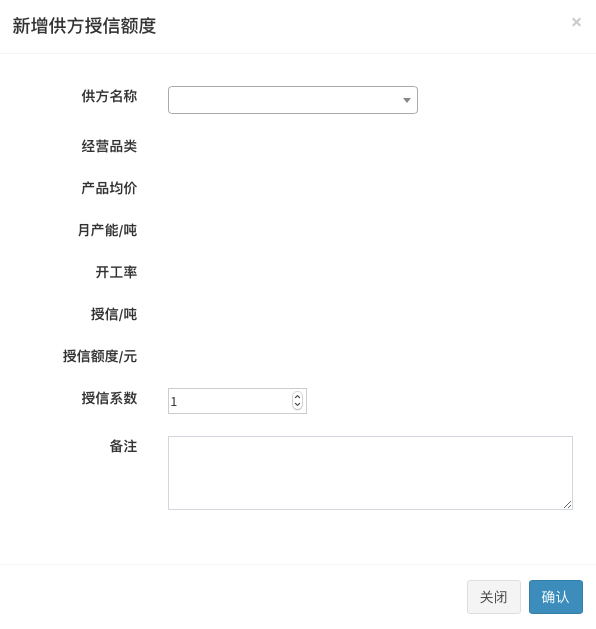 新增供方授信额度
×
供方名称
经营品类
产品均价
月产能/吨
开工率
授信/吨
授信额度/元
授信系数
1
备注
关闭 确认